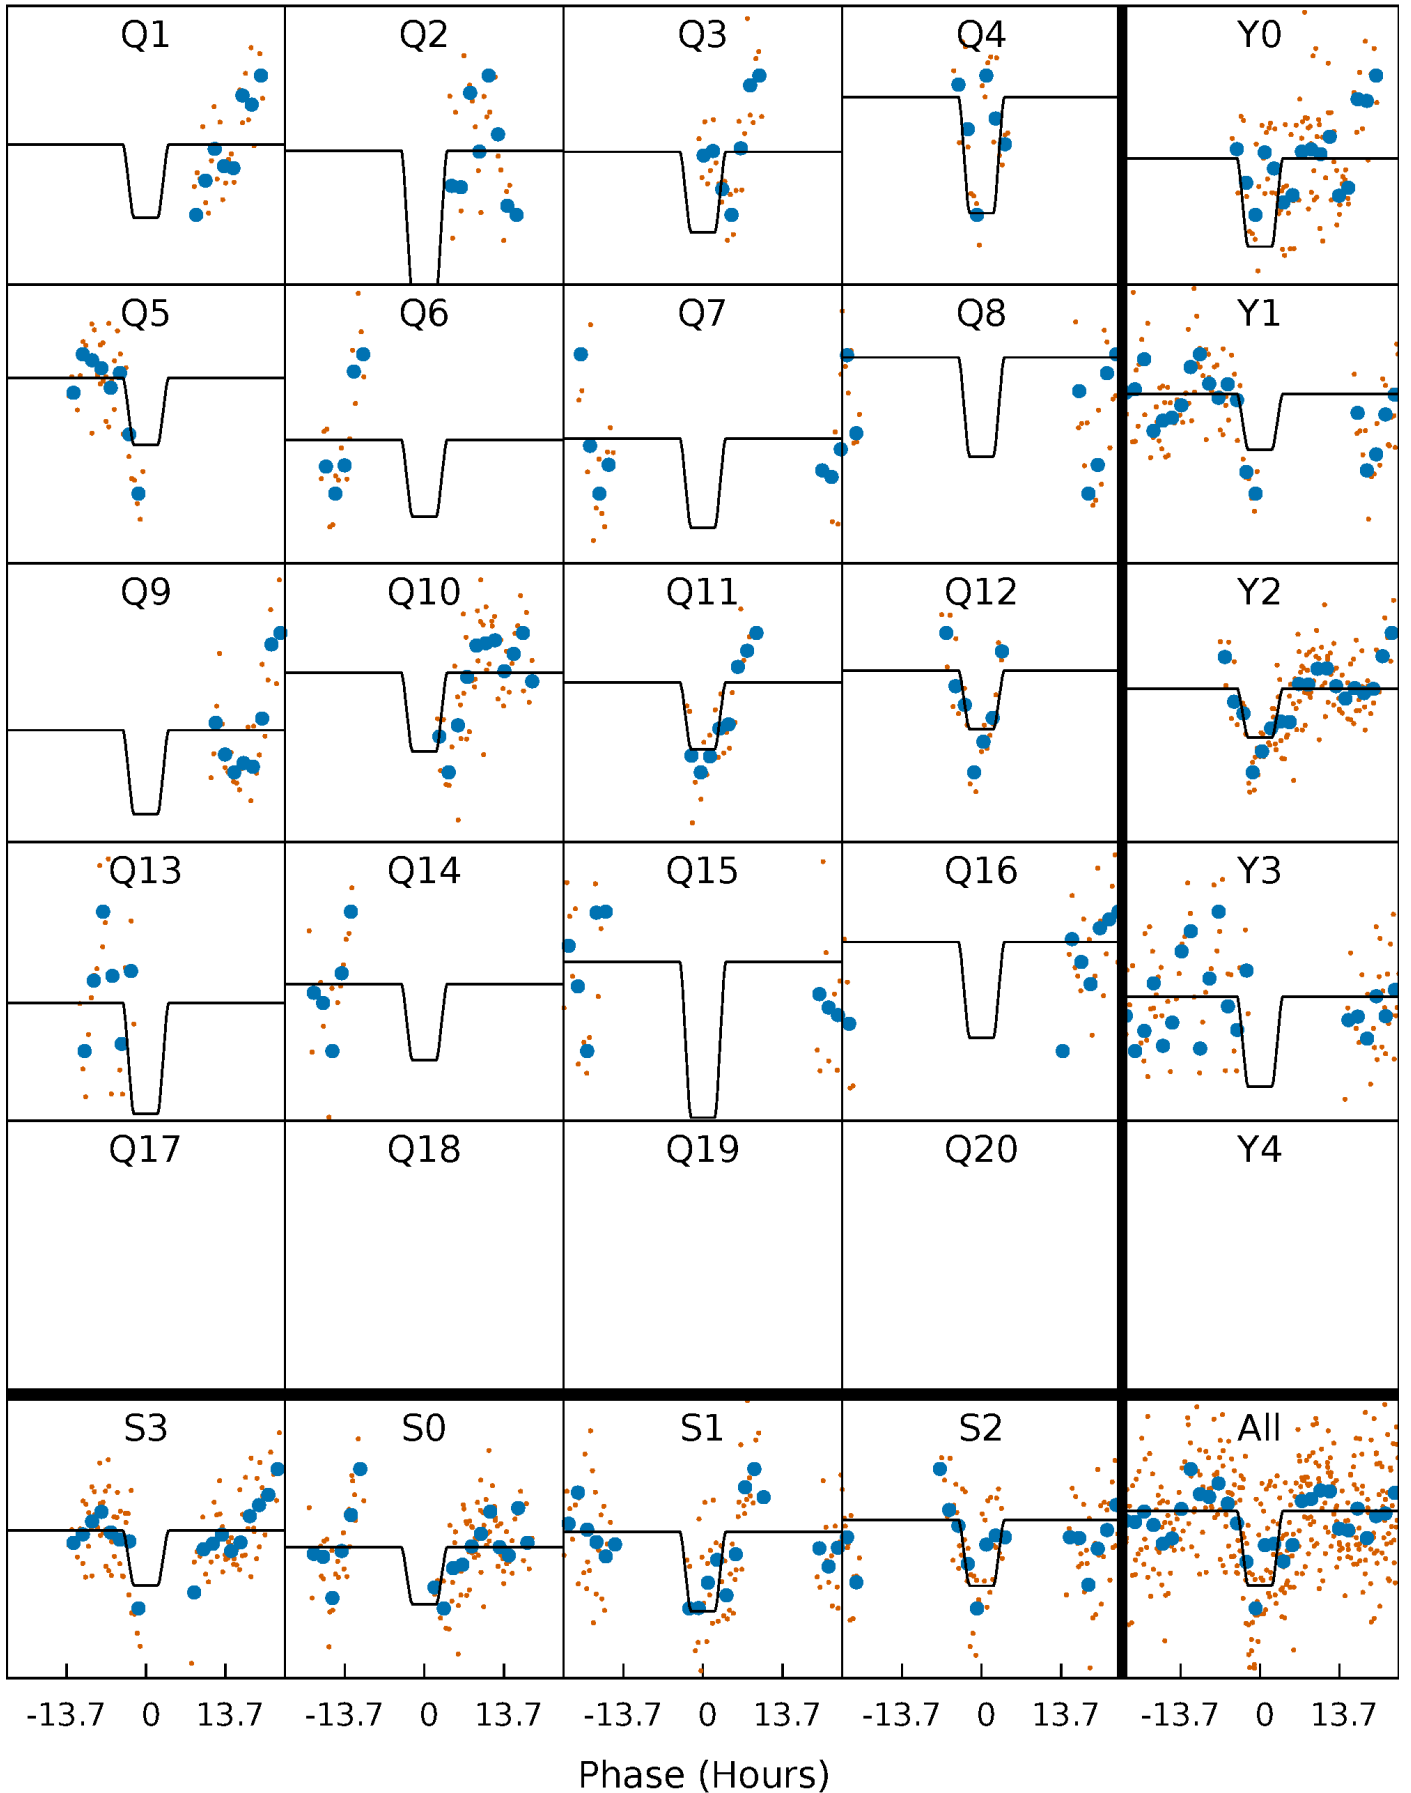 Q1 Q2 Q3 Q4 Y0
Q5 Q6 Q7 Q8 Y1
Q9 Q10 Q11 Q12 Y2
Q13 Q14 Q15 Q16 Y3
Q17 Q18 Q19 Q20 Y4
S3 S0 S1 S2 All
-13.7 0 13.7 -13.7 0 13.7 -13.7 0 13.7 -13.7 0 13.7 -13.7 0 13.7
Phase (Hours)